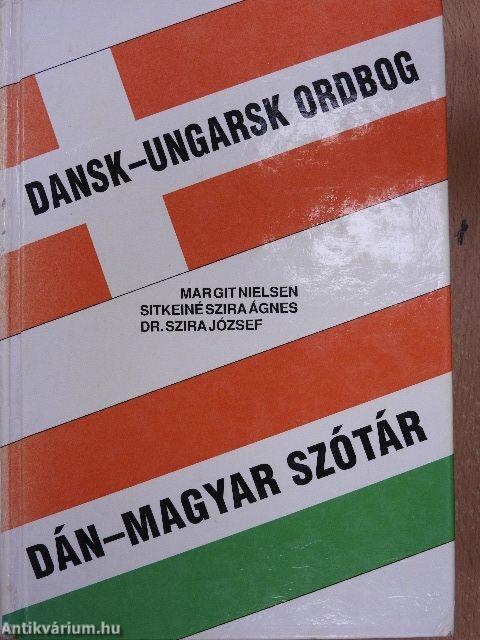 DANSK–UNGARSK ORDBOG
MARGIT NIELSEN
SITKEINÉ SZIRA ÁGNES
DR. SZIRA JÓZSEF
DÁN–MAGYAR SZÓTÁR
Antikvárium.hu